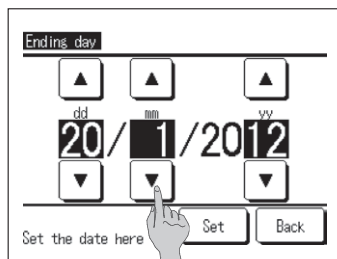 Ending day
dd mm yy
20/ 1/2012
Set the date here
Set
Back